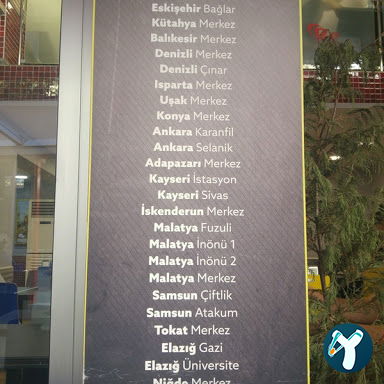 Eskişehir Bağlar
Kütahya Merkez
Balıkesir Merkez
Denizli Merkez
Denizli Çınar
Isparta Merkez
Uşak Merkez
Konya Merkez
Ankara Karanfil
Ankara Selanik
Adapazarı Merkez
Kayseri İstasyon
Kayseri Sivas
İskenderun Merkez
Malatya Fuzuli
Malatya İnönü 1
Malatya İnönü 2
Malatya Merkez
Samsun Çiftlik
Samsun Atakum
Tokat Merkez
Elazığ Gazi
Elazığ Üniversite
Niğde Merkez